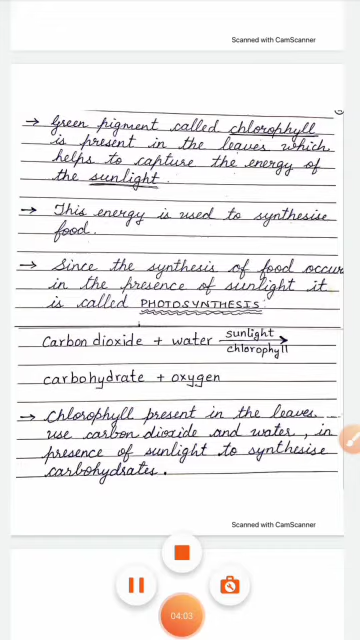 Scanned with CamScanner
→ Green pigment called chlorophyll
is present in the leaves which
helps to capture the energy of
the sunlight.
→ This energy is used to synthesise
food.
→ Since the synthesis of food occur
in the presence of sunlight it
is called PHOTOSYNTHESIS.
Carbon dioxide + water sunlight →
chlorophyll
carbohydrate + oxygen
→ Chlorophyll present in the leaves
use carbon dioxide and water, in
presence of sunlight to synthesise
carbohydrates.
Scanned with CamScanner
04:03